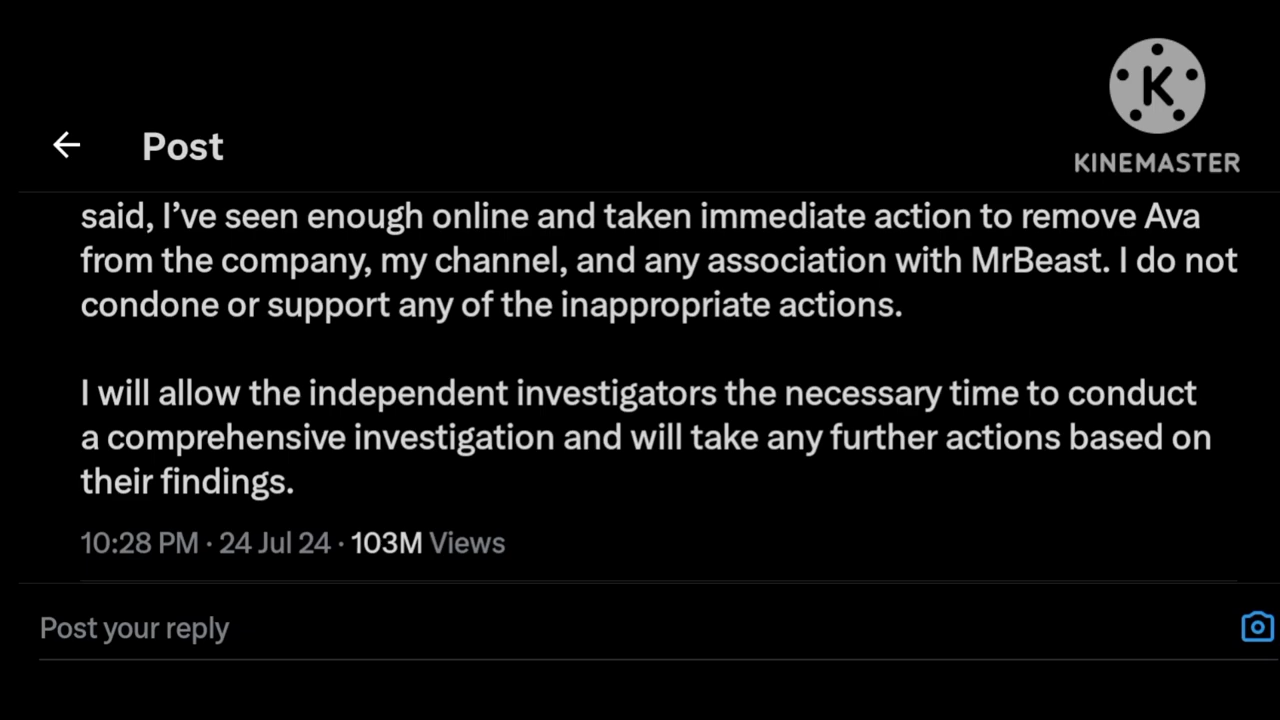 K
KINEMASTER
Post
said, I’ve seen enough online and taken immediate action to remove Ava
from the company, my channel, and any association with MrBeast. I do not
condone or support any of the inappropriate actions.
I will allow the independent investigators the necessary time to conduct
a comprehensive investigation and will take any further actions based on
their findings.
10:28 PM · 24 Jul 24 · 103M Views
Post your reply